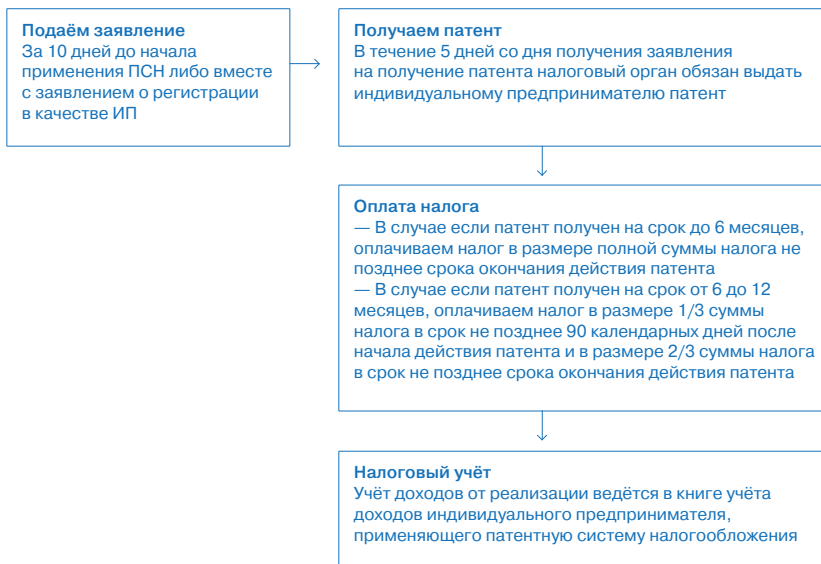 Подаём заявление
За 10 дней до начала
применения ПСН либо вместе
с заявлением о регистрации
в качестве ИП
Получаем патент
В течение 5 дней со дня получения заявления
на получение патента налоговый орган обязан выдать
индивидуальному предпринимателю патент
Оплата налога
— В случае если патент получен на срок до 6 месяцев,
оплачиваем налог в размере полной суммы налога не
позднее срока окончания действия патента
— В случае если патент получен на срок от 6 до 12
месяцев, оплачиваем налог в размере 1/3 суммы
налога в срок не позднее 90 календарных дней после
начала действия патента и в размере 2/3 суммы налога
в срок не позднее срока окончания действия патента
Налоговый учёт
Учёт доходов от реализации ведётся в книге учёта
доходов индивидуального предпринимателя,
применяющего патентную систему налогообложения